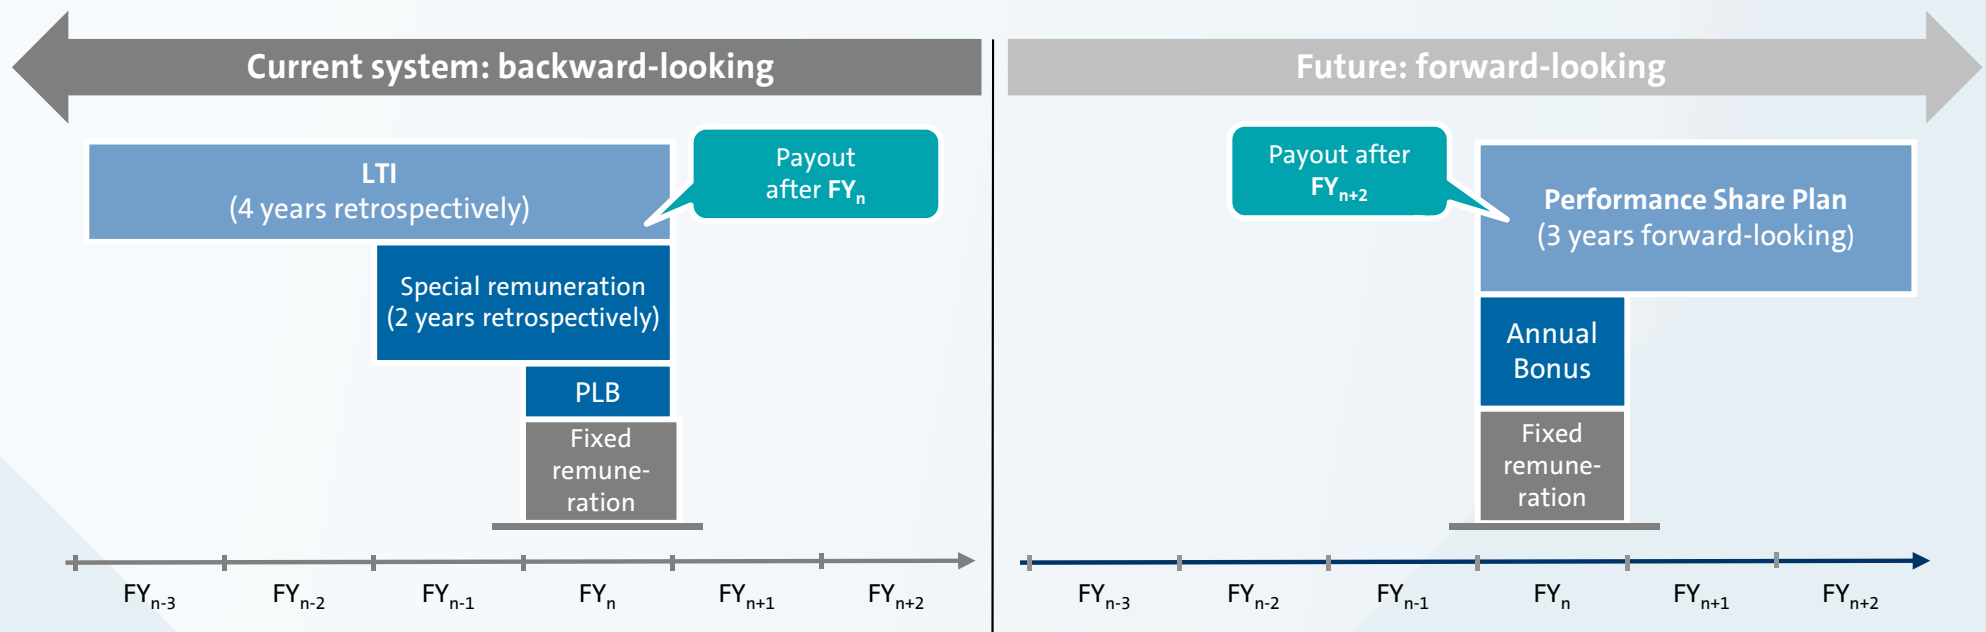 Current system: backward-looking
LTI
(4 years retrospectively)
Payout
after FYn
Special remuneration
(2 years retrospectively)
PLB
Fixed
remune-
ration
FYn-3 FYn-2 FYn-1 FYn FYn+1 FYn+2
Future: forward-looking
Payout after
FYn+2
Performance Share Plan
(3 years forward-looking)
Annual
Bonus
Fixed
remune-
ration
FYn-3 FYn-2 FYn-1 FYn FYn+1 FYn+2